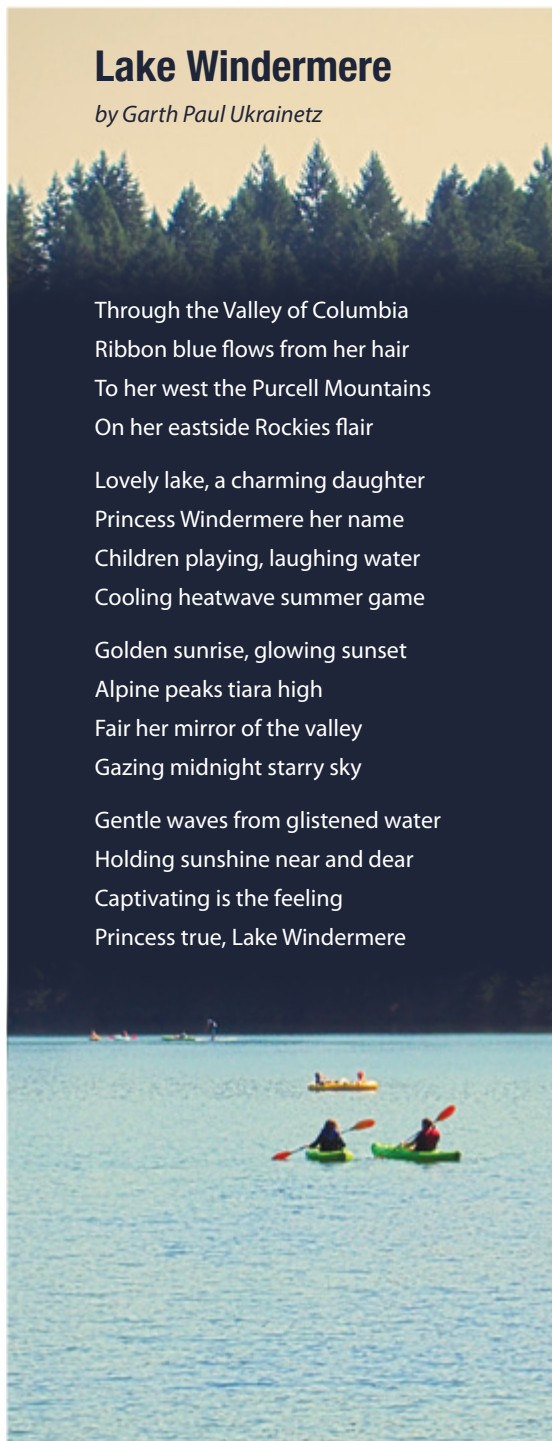 Lake Windermere
by Garth Paul Ukrainetz
Through the Valley of Columbia
Ribbon blue flows from her hair
To her west the Purcell Mountains
On her eastside Rockies flair
Lovely lake, a charming daughter
Princess Windermere her name
Children playing, laughing water
Cooling heatwave summer game
Golden sunrise, glowing sunset
Alpine peaks tiara high
Fair her mirror of the valley
Gazing midnight starry sky
Gentle waves from glistened water
Holding sunshine near and dear
Captivating is the feeling
Princess true, Lake Windermere